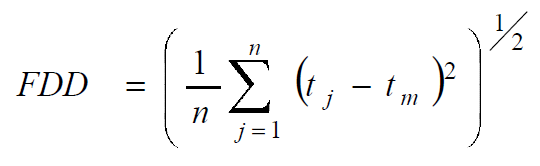 FDD = ( 1/n ∑_{j=1}^{n} (t_j − t_m)^2 )^{1/2}